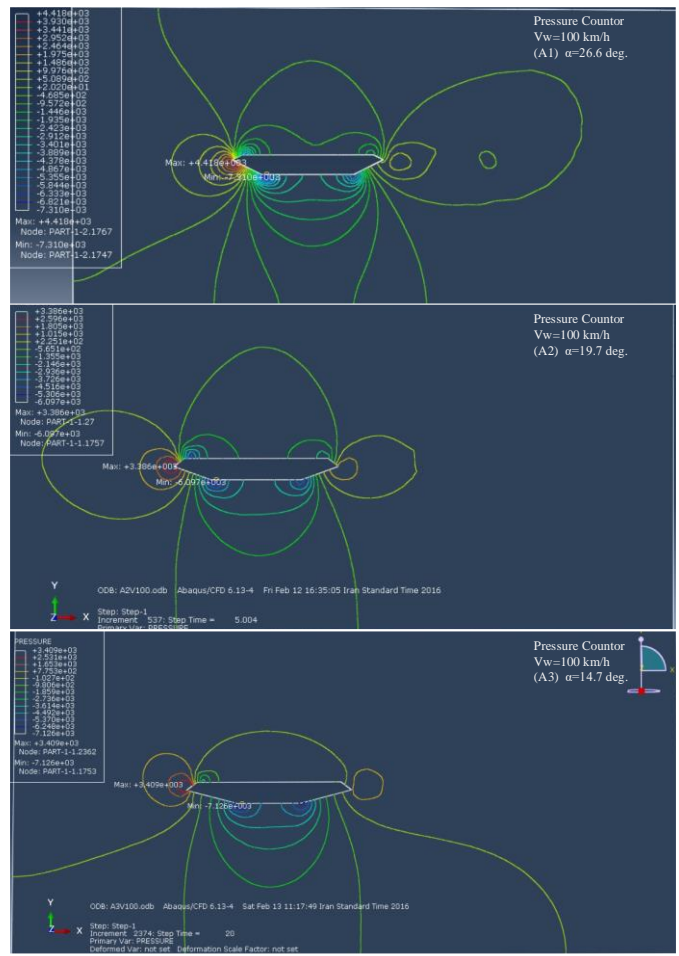 +4.418e+03
+3.930e+03
+3.441e+03
+2.952e+03
+2.464e+03
+1.975e+03
+1.486e+03
+9.976e+02
+5.089e+02
+2.020e+01
-4.685e+02
-9.572e+02
-1.446e+03
-1.935e+03
-2.423e+03
-2.912e+03
-3.401e+03
-3.889e+03
-4.378e+03
-4.867e+03
-5.355e+03
-5.844e+03
-6.333e+03
-6.821e+03
-7.310e+03
Max: +4.418e+03
Node: PART-1-2.1767
Min: -7.310e+03
Node: PART-1-2.1747
Pressure Countor
Vw=100 km/h
(A1) α=26.6 deg.
Max: +4.418e+003
Min: -7.310e+003
+3.386e+03
+2.596e+03
+1.805e+03
+1.015e+03
+2.251e+02
-5.651e+02
-1.355e+03
-2.146e+03
-2.936e+03
-3.726e+03
-4.516e+03
-5.306e+03
-6.097e+03
Max: +3.386e+03
Node: PART-1-1.27
Min: -6.097e+03
Node: PART-1-1.1757
Pressure Countor
Vw=100 km/h
(A2) α=19.7 deg.
Max: +3.386e+003
Min: -6.097e+003
Y
Z X
ODB: A2V100.odb Abaqus/CFD 6.13-4 Fri Feb 12 16:35:05 Iran Standard Time 2016
Step: Step-1
Increment 537: Step Time = 5.004
Primary Var: PRESSURE
PRESSURE
+3.409e+03
+2.531e+03
+1.653e+03
+7.753e+02
-1.027e+02
-9.806e+02
-1.859e+03
-2.736e+03
-3.614e+03
-4.492e+03
-5.370e+03
-6.248e+03
-7.126e+03
Max: +3.409e+03
Node: PART-1-1.2362
Min: -7.126e+03
Node: PART-1-1.1753
Pressure Countor
Vw=100 km/h
(A3) α=14.7 deg.
X
Max: +3.409e+003
Min: -7.126e+003
Y
Z X
ODB: A3V100.odb Abaqus/CFD 6.13-4 Sat Feb 13 11:17:49 Iran Standard Time 2016
Step: Step-1
Increment 2374: Step Time = 20
Primary Var: PRESSURE
Deformed Var: not set Deformation Scale Factor: not set